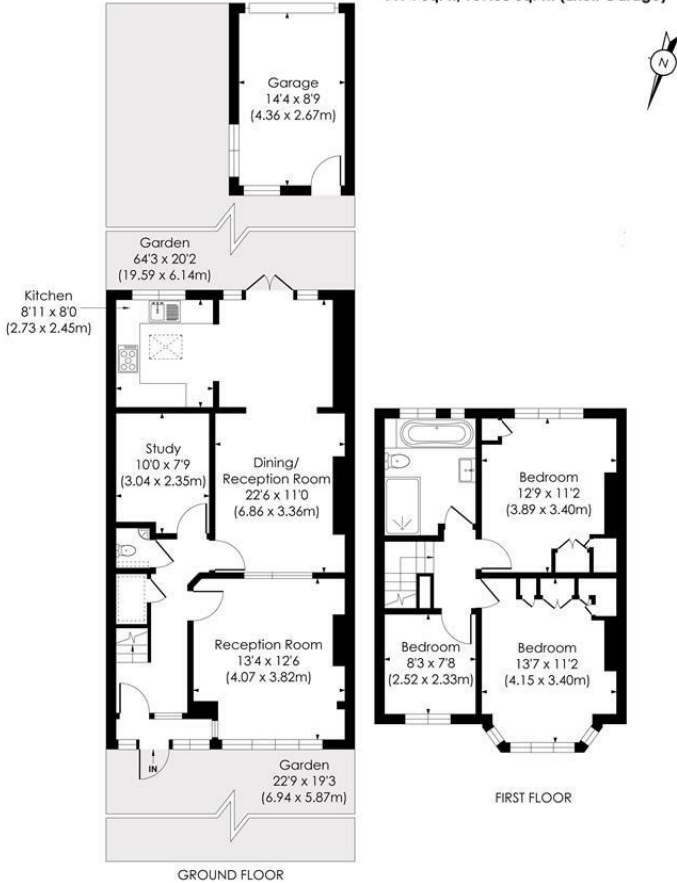 N
Garage
14'4 x 8'9
(4.36 x 2.67m)
Garden
64'3 x 20'2
(19.59 x 6.14m)
Kitchen
8'11 x 8'0
(2.73 x 2.45m)
Study
10'0 x 7'9
(3.04 x 2.35m)
Dining/
Reception Room
22'6 x 11'0
(6.86 x 3.36m)
Reception Room
13'4 x 12'6
(4.07 x 3.82m)
IN
Garden
22'9 x 19'3
(6.94 x 5.87m)
GROUND FLOOR
Bedroom
12'9 x 11'2
(3.89 x 3.40m)
Bedroom
8'3 x 7'8
(2.52 x 2.33m)
Bedroom
13'7 x 11'2
(4.15 x 3.40m)
FIRST FLOOR